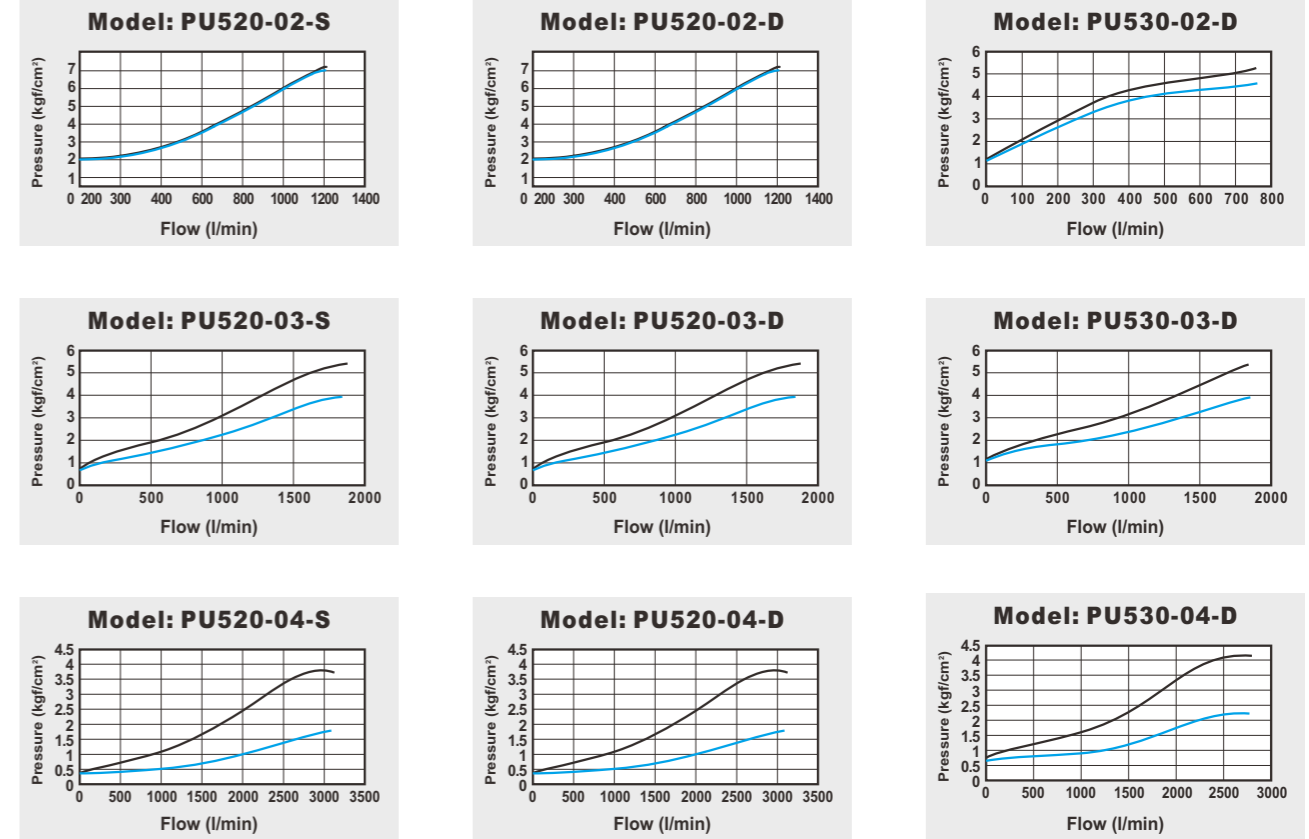 Model: PU520-02-S
Pressure (kgf/cm²)
7
6
5
4
3
2
1
0 200 300 400 600 800 1000 1200 1400
Flow (l/min)
Model: PU520-02-D
Pressure (kgf/cm²)
7
6
5
4
3
2
1
0 200 300 400 600 800 1000 1200 1400
Flow (l/min)
Model: PU530-02-D
Pressure (kgf/cm²)
6
5
4
3
2
1
0
0 100 200 300 400 500 600 700 800
Flow (l/min)
Model: PU520-03-S
Pressure (kgf/cm²)
6
5
4
3
2
1
0
0 500 1000 1500 2000
Flow (l/min)
Model: PU520-03-D
Pressure (kgf/cm²)
6
5
4
3
2
1
0
0 500 1000 1500 2000
Flow (l/min)
Model: PU530-03-D
Pressure (kgf/cm²)
6
5
4
3
2
1
0
0 500 1000 1500 2000
Flow (l/min)
Model: PU520-04-S
Pressure (kgf/cm²)
4.5
4
3.5
3
2.5
2
1.5
1
0.5
0
0 500 1000 1500 2000 2500 3000 3500
Flow (l/min)
Model: PU520-04-D
Pressure (kgf/cm²)
4.5
4
3.5
3
2.5
2
1.5
1
0.5
0
0 500 1000 1500 2000 2500 3000 3500
Flow (l/min)
Model: PU530-04-D
Pressure (kgf/cm²)
4.5
4
3.5
3
2.5
2
1.5
1
0.5
0
0 500 1000 1500 2000 2500 3000
Flow (l/min)